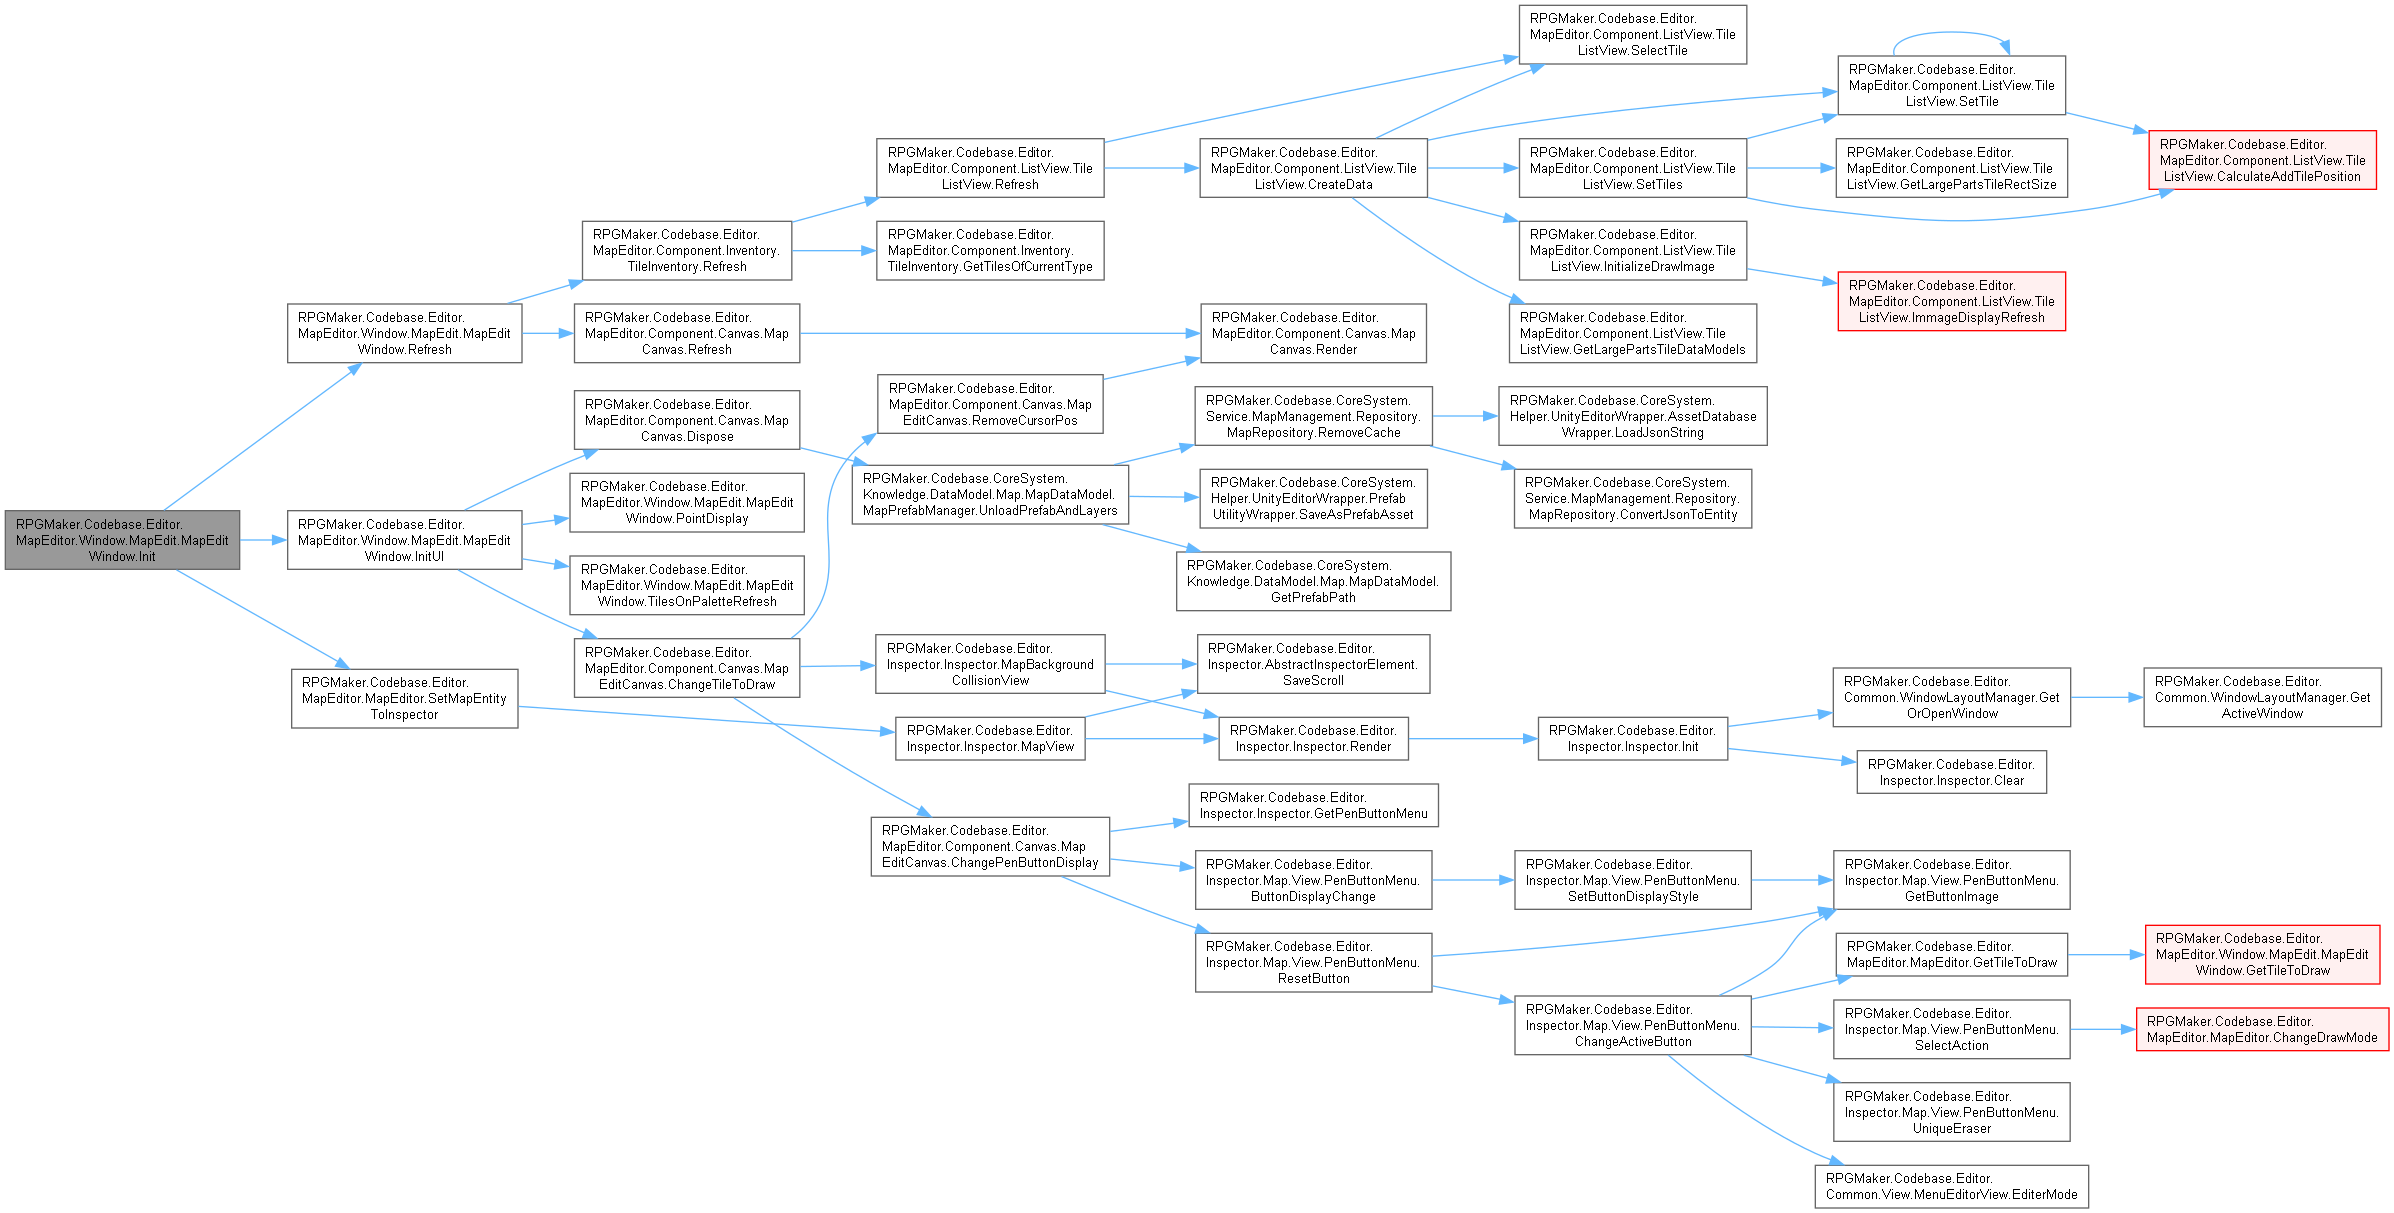 RPGMaker.Codebase.Editor.
MapEditor.Window.MapEdit.MapEdit
Window.Init
RPGMaker.Codebase.Editor.
MapEditor.Window.MapEdit.MapEdit
Window.Refresh
RPGMaker.Codebase.Editor.
MapEditor.Window.MapEdit.MapEdit
Window.InitUI
RPGMaker.Codebase.Editor.
MapEditor.MapEditor.SetMapEntity
ToInspector
RPGMaker.Codebase.Editor.
MapEditor.Component.Inventory.
TileInventory.Refresh
RPGMaker.Codebase.Editor.
MapEditor.Component.Canvas.Map
Canvas.Refresh
RPGMaker.Codebase.Editor.
MapEditor.Component.Canvas.Map
Canvas.Dispose
RPGMaker.Codebase.Editor.
MapEditor.Window.MapEdit.MapEdit
Window.PointDisplay
RPGMaker.Codebase.Editor.
MapEditor.Window.MapEdit.MapEdit
Window.TilesOnPaletteRefresh
RPGMaker.Codebase.Editor.
MapEditor.Component.Canvas.Map
EditCanvas.ChangeTileToDraw
RPGMaker.Codebase.Editor.
MapEditor.Component.ListView.Tile
ListView.Refresh
RPGMaker.Codebase.Editor.
MapEditor.Component.Inventory.
TileInventory.GetTilesOfCurrentType
RPGMaker.Codebase.Editor.
MapEditor.Component.Canvas.Map
EditCanvas.RemoveCursorPos
RPGMaker.Codebase.CoreSystem.
Knowledge.DataModel.Map.MapDataModel.
MapPrefabManager.UnloadPrefabAndLayers
RPGMaker.Codebase.Editor.
Inspector.Inspector.MapBackground
CollisionView
RPGMaker.Codebase.Editor.
Inspector.Inspector.MapView
RPGMaker.Codebase.Editor.
MapEditor.Component.Canvas.Map
EditCanvas.ChangePenButtonDisplay
RPGMaker.Codebase.Editor.
MapEditor.Component.ListView.Tile
ListView.CreateData
RPGMaker.Codebase.Editor.
MapEditor.Component.Canvas.Map
Canvas.Render
RPGMaker.Codebase.CoreSystem.
Service.MapManagement.Repository.
MapRepository.RemoveCache
RPGMaker.Codebase.CoreSystem.
Helper.UnityEditorWrapper.Prefab
UtilityWrapper.SaveAsPrefabAsset
RPGMaker.Codebase.CoreSystem.
Knowledge.DataModel.Map.MapDataModel.
GetPrefabPath
RPGMaker.Codebase.Editor.
Inspector.AbstractInspectorElement.
SaveScroll
RPGMaker.Codebase.Editor.
Inspector.Inspector.Render
RPGMaker.Codebase.Editor.
Inspector.Inspector.GetPenButtonMenu
RPGMaker.Codebase.Editor.
Inspector.Map.View.PenButtonMenu.
ButtonDisplayChange
RPGMaker.Codebase.Editor.
Inspector.Map.View.PenButtonMenu.
ResetButton
RPGMaker.Codebase.Editor.
MapEditor.Component.ListView.Tile
ListView.SelectTile
RPGMaker.Codebase.Editor.
MapEditor.Component.ListView.Tile
ListView.SetTiles
RPGMaker.Codebase.Editor.
MapEditor.Component.ListView.Tile
ListView.InitializeDrawImage
RPGMaker.Codebase.Editor.
MapEditor.Component.ListView.Tile
ListView.GetLargePartsTileDataModels
RPGMaker.Codebase.CoreSystem.
Helper.UnityEditorWrapper.AssetDatabase
Wrapper.LoadJsonString
RPGMaker.Codebase.CoreSystem.
Service.MapManagement.Repository.
MapRepository.ConvertJsonToEntity
RPGMaker.Codebase.Editor.
Inspector.Inspector.Init
RPGMaker.Codebase.Editor.
Inspector.Map.View.PenButtonMenu.
SetButtonDisplayStyle
RPGMaker.Codebase.Editor.
Inspector.Map.View.PenButtonMenu.
ChangeActiveButton
RPGMaker.Codebase.Editor.
MapEditor.Component.ListView.Tile
ListView.SetTile
RPGMaker.Codebase.Editor.
MapEditor.Component.ListView.Tile
ListView.GetLargePartsTileRectSize
RPGMaker.Codebase.Editor.
MapEditor.Component.ListView.Tile
ListView.ImmageDisplayRefresh
RPGMaker.Codebase.Editor.
Common.WindowLayoutManager.Get
OrOpenWindow
RPGMaker.Codebase.Editor.
Inspector.Inspector.Clear
RPGMaker.Codebase.Editor.
Inspector.Map.View.PenButtonMenu.
GetButtonImage
RPGMaker.Codebase.Editor.
MapEditor.MapEditor.GetTileToDraw
RPGMaker.Codebase.Editor.
Inspector.Map.View.PenButtonMenu.
SelectAction
RPGMaker.Codebase.Editor.
Inspector.Map.View.PenButtonMenu.
UniqueEraser
RPGMaker.Codebase.Editor.
Common.View.MenuEditorView.EditerMode
RPGMaker.Codebase.Editor.
MapEditor.Component.ListView.Tile
ListView.CalculateAddTilePosition
RPGMaker.Codebase.Editor.
Common.WindowLayoutManager.Get
ActiveWindow
RPGMaker.Codebase.Editor.
MapEditor.Window.MapEdit.MapEdit
Window.GetTileToDraw
RPGMaker.Codebase.Editor.
MapEditor.MapEditor.ChangeDrawMode